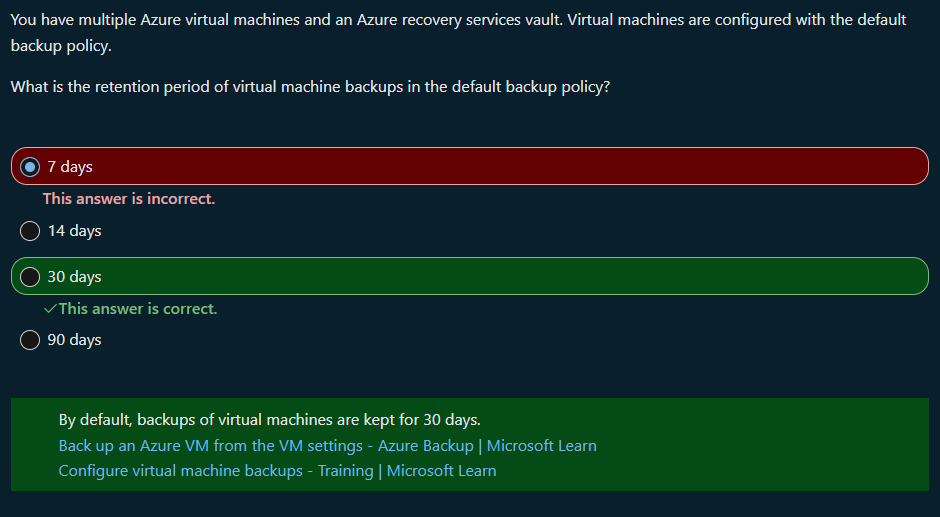 You have multiple Azure virtual machines and an Azure recovery services vault. Virtual machines are configured with the default
backup policy.
What is the retention period of virtual machine backups in the default backup policy?
7 days
This answer is incorrect.
14 days
30 days
✓This answer is correct.
90 days
By default, backups of virtual machines are kept for 30 days.
Back up an Azure VM from the VM settings - Azure Backup | Microsoft Learn
Configure virtual machine backups - Training | Microsoft Learn